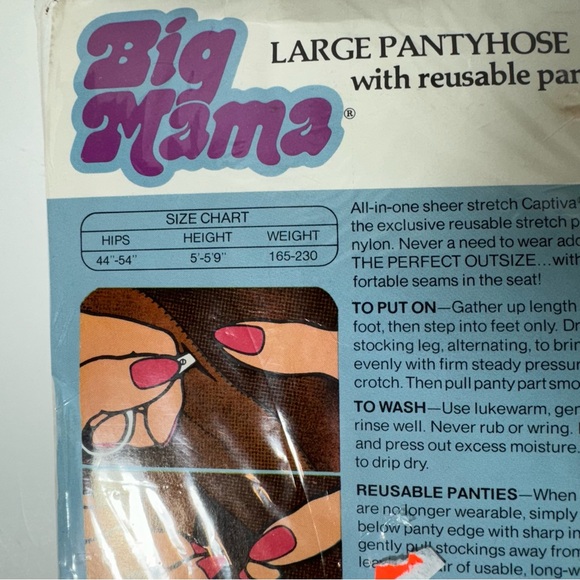 Big
Mama®
LARGE PANTYHOSE
with reusable pan
SIZE CHART
HIPS HEIGHT WEIGHT
44"-54" 5'-5'9" 165-230
All-in-one sheer stretch Captiva
the exclusive reusable stretch p
nylon. Never a need to wear add
THE PERFECT OUTSIZE...with
fortable seams in the seat!
TO PUT ON—Gather up length
foot, then step into feet only. Dr
stocking leg, alternating, to brin
evenly with firm steady pressur
crotch. Then pull panty part smo
TO WASH—Use lukewarm, gen
rinse well. Never rub or wring.
and press out excess moisture.
to drip dry.
REUSABLE PANTIES—When
are no longer wearable, simply
below panty edge with sharp in
gently pull stockings away from
of usable, long-w